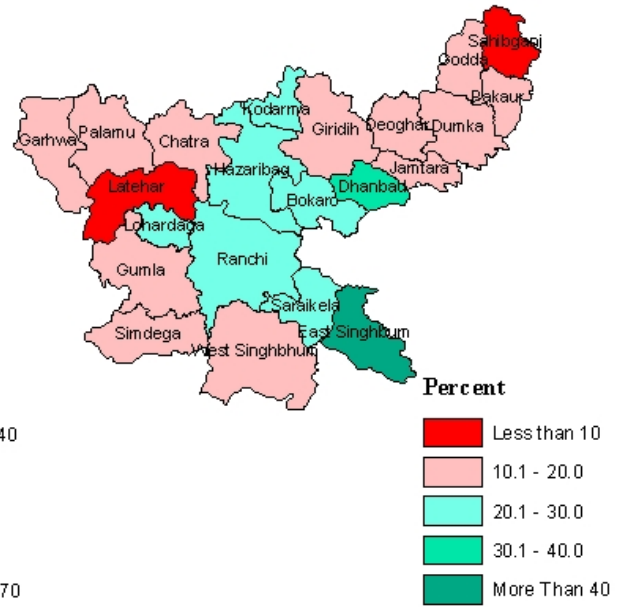 Sahibganj
Godda
Pakaur
Kodarma
Giridih
Deoghar
Dumka
Garhwa
Palamu
Chatra
Jamtara
Hazaribag
Latehar
Dhanbad
Bokaro
Lohardaga
Ranchi
Gumla
Saraikela
Simdega
East Singhbum
West Singhbhum
Percent
40
Less than 10
10.1 - 20.0
20.1 - 30.0
30.1 - 40.0
70
More Than 40